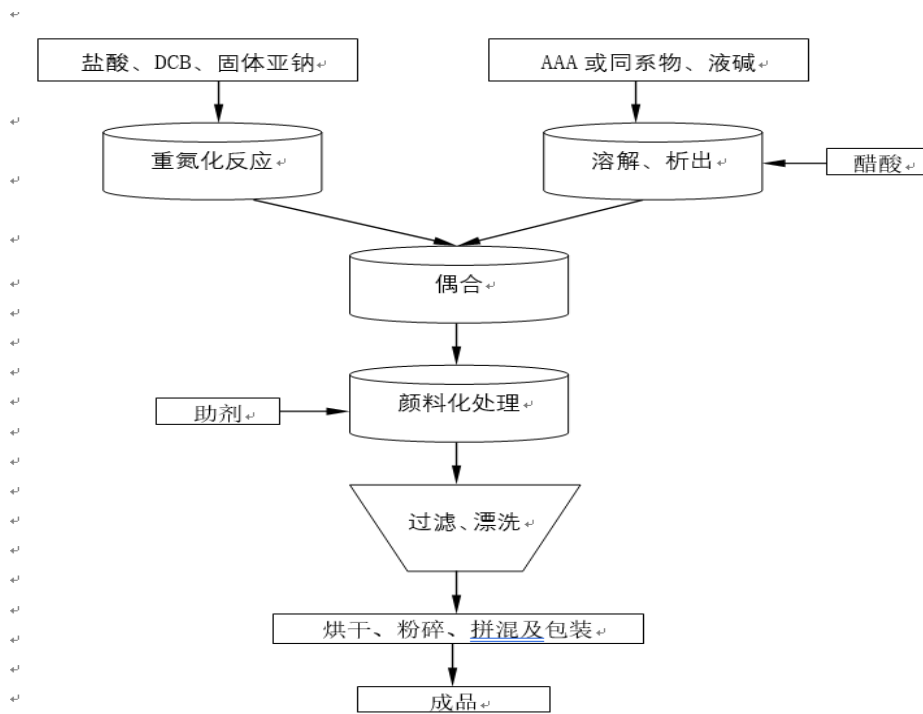 盐酸、DCB、固体亚钠
AAA 或同系物、液碱
重氮化反应
溶解、析出
醋酸
偶合
颜料化处理
助剂
过滤、漂洗
烘干、粉碎、拼混及包装
成品